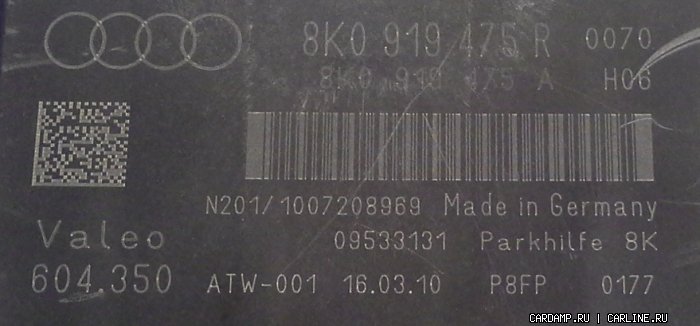 8K0 919 475 R 0070
8K0 919 475 A H06
N201/1007208969 Made in Germany
Valeo 09533131 Parkhilfe 8K
604.350 ATW-001 16.03.10 P8FP 0177
CARDAMP.RU | CARLINE.RU